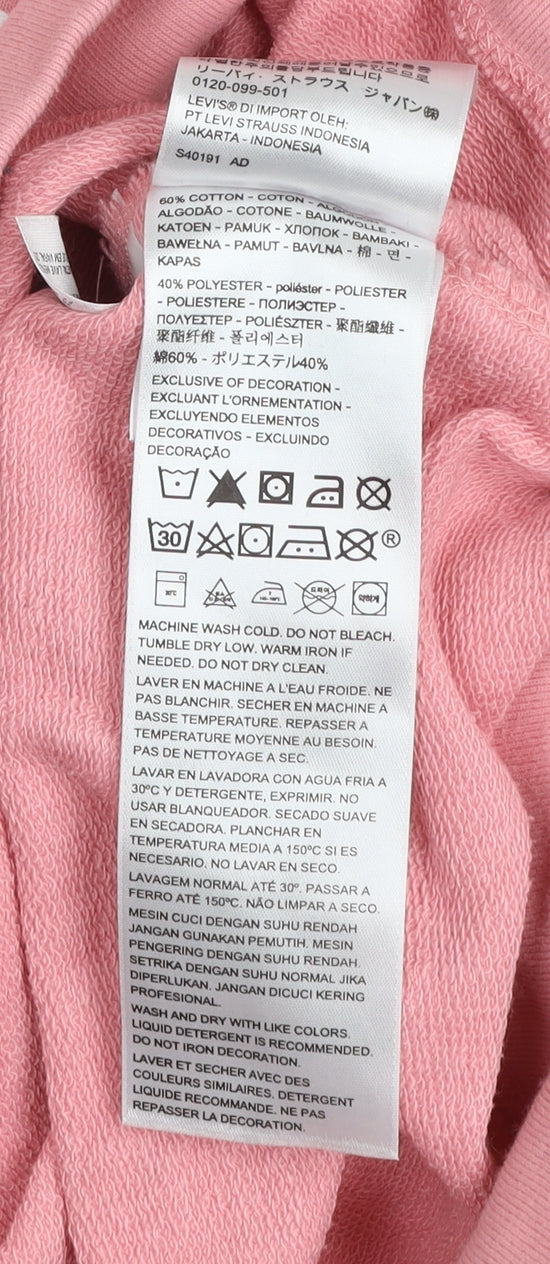 리바이 · ストラウス ジャパン㈱
0120-099-501
LEVI'S® DI IMPORT OLEH:
PT LEVI STRAUSS INDONESIA
JAKARTA - INDONESIA
S40191 AD
60% COTTON - COTON -
ALGODÃO - COTONE - BAUMWOLLE -
KATOEN - PAMUK - ХЛОПОК - BAMBAKI -
BAWEŁNA - PAMUT - BAVLNA - 棉 - 면 -
KAPAS
40% POLYESTER - poliéster - POLIESTER
- POLIESTERE - ПОЛИЭСТЕР -
ΠΟΛΥΕΣΤΕΡ - POLIÉSZTER - 聚酯纖維 -
聚酯纤维 - 폴리에스터
綿60% - ポリエステル40%
EXCLUSIVE OF DECORATION -
EXCLUANT L'ORNEMENTATION -
EXCLUYENDO ELEMENTOS
DECORATIVOS - EXCLUINDO
DECORAÇÃO
30 ®
약하게
MACHINE WASH COLD. DO NOT BLEACH.
TUMBLE DRY LOW. WARM IRON IF
NEEDED. DO NOT DRY CLEAN.
LAVER EN MACHINE A L'EAU FROIDE. NE
PAS BLANCHIR. SECHER EN MACHINE A
BASSE TEMPERATURE. REPASSER A
TEMPERATURE MOYENNE AU BESOIN.
PAS DE NETTOYAGE A SEC.
LAVAR EN LAVADORA CON AGUA FRIA A
30ºC Y DETERGENTE, EXPRIMIR. NO
USAR BLANQUEADOR. SECADO SUAVE
EN SECADORA. PLANCHAR EN
TEMPERATURA MEDIA A 150ºC SI ES
NECESARIO. NO LAVAR EN SECO.
LAVAGEM NORMAL ATÉ 30º. PASSAR A
FERRO ATÉ 150ºC. NÃO LIMPAR A SECO.
MESIN CUCI DENGAN SUHU RENDAH
JANGAN GUNAKAN PEMUTIH. MESIN
PENGERING DENGAN SUHU RENDAH.
SETRIKA DENGAN SUHU NORMAL JIKA
DIPERLUKAN. JANGAN DICUCI KERING
PROFESIONAL.
WASH AND DRY WITH LIKE COLORS.
LIQUID DETERGENT IS RECOMMENDED.
DO NOT IRON DECORATION.
LAVER ET SECHER AVEC DES
COULEURS SIMILAIRES. DETERGENT
LIQUIDE RECOMMANDE. NE PAS
REPASSER LA DECORATION.